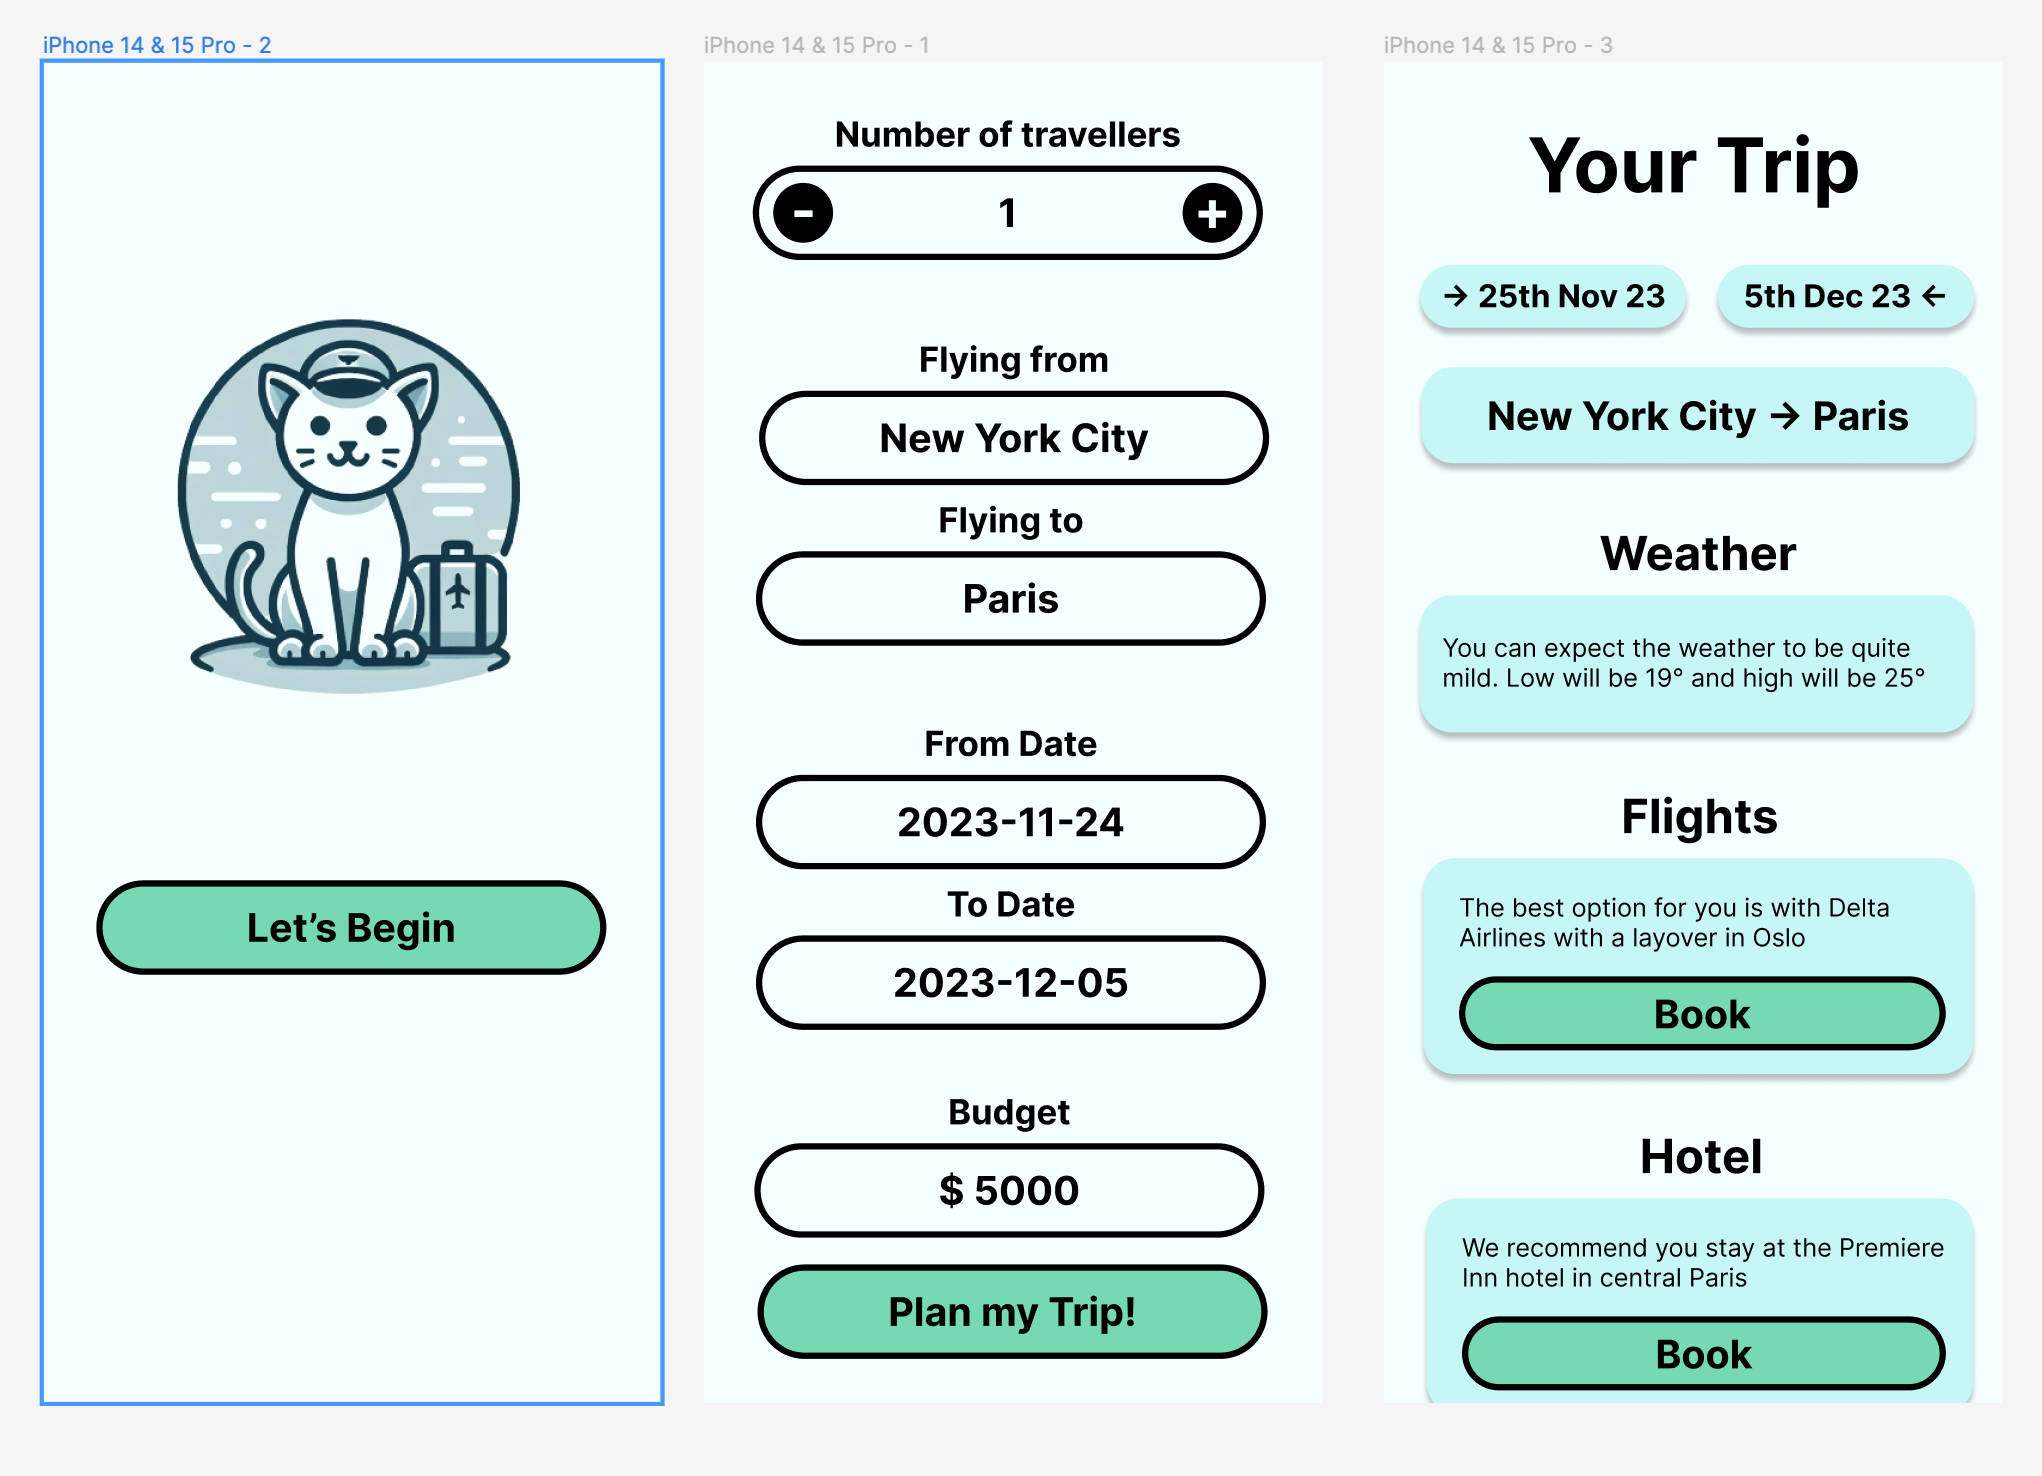 iPhone 14 & 15 Pro - 2
Let’s Begin
iPhone 14 & 15 Pro - 1
Number of travellers
- 1 +
Flying from
New York City
Flying to
Paris
From Date
2023-11-24
To Date
2023-12-05
Budget
$ 5000
Plan my Trip!
iPhone 14 & 15 Pro - 3
Your Trip
→ 25th Nov 23
5th Dec 23 ←
New York City → Paris
Weather
You can expect the weather to be quite
mild. Low will be 19° and high will be 25°
Flights
The best option for you is with Delta
Airlines with a layover in Oslo
Book
Hotel
We recommend you stay at the Premiere
Inn hotel in central Paris
Book